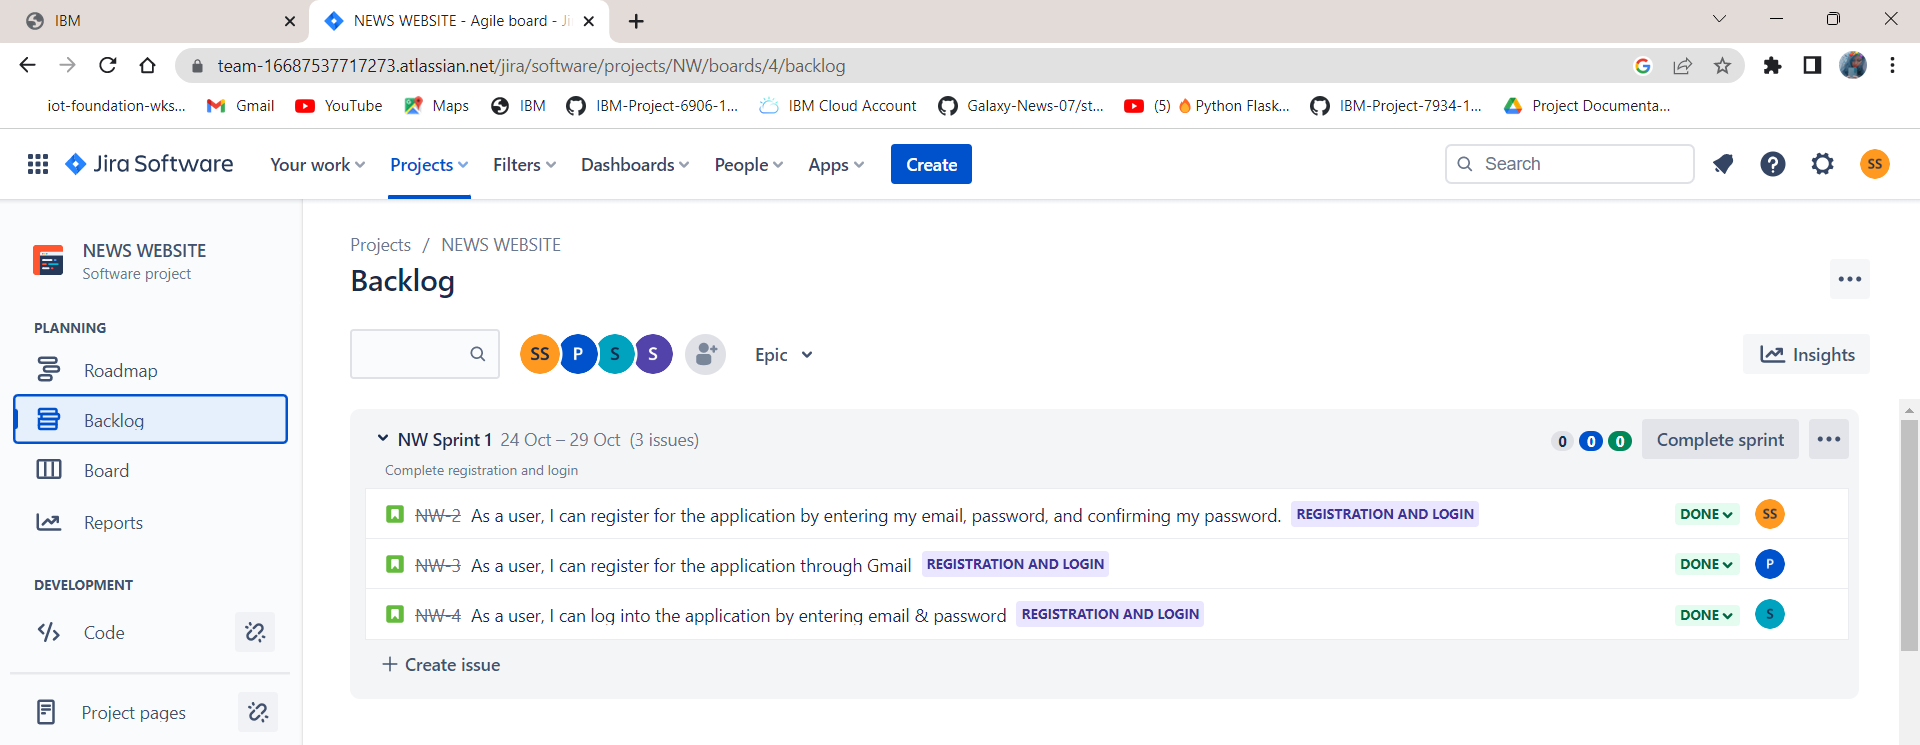 IBM
NEWS WEBSITE - Agile board - Ji
team-16687537717273.atlassian.net/jira/software/projects/NW/boards/4/backlog
iot-foundation-wks... Gmail YouTube Maps IBM IBM-Project-6906-1... IBM Cloud Account Galaxy-News-07/st... (5) 🔥Python Flask... IBM-Project-7934-1... Project Documenta...
Jira Software Your work Projects Filters Dashboards People Apps Create Search SS
NEWS WEBSITE
Software project
PLANNING
Roadmap
Backlog
Board
Reports
DEVELOPMENT
Code
Project pages
Projects / NEWS WEBSITE
Backlog
SS P S S Epic Insights
NW Sprint 1 24 Oct – 29 Oct (3 issues) 0 0 0 Complete sprint
Complete registration and login
NW-2 As a user, I can register for the application by entering my email, password, and confirming my password. REGISTRATION AND LOGIN DONE SS
NW-3 As a user, I can register for the application through Gmail REGISTRATION AND LOGIN DONE P
NW-4 As a user, I can log into the application by entering email & password REGISTRATION AND LOGIN DONE S
+ Create issue